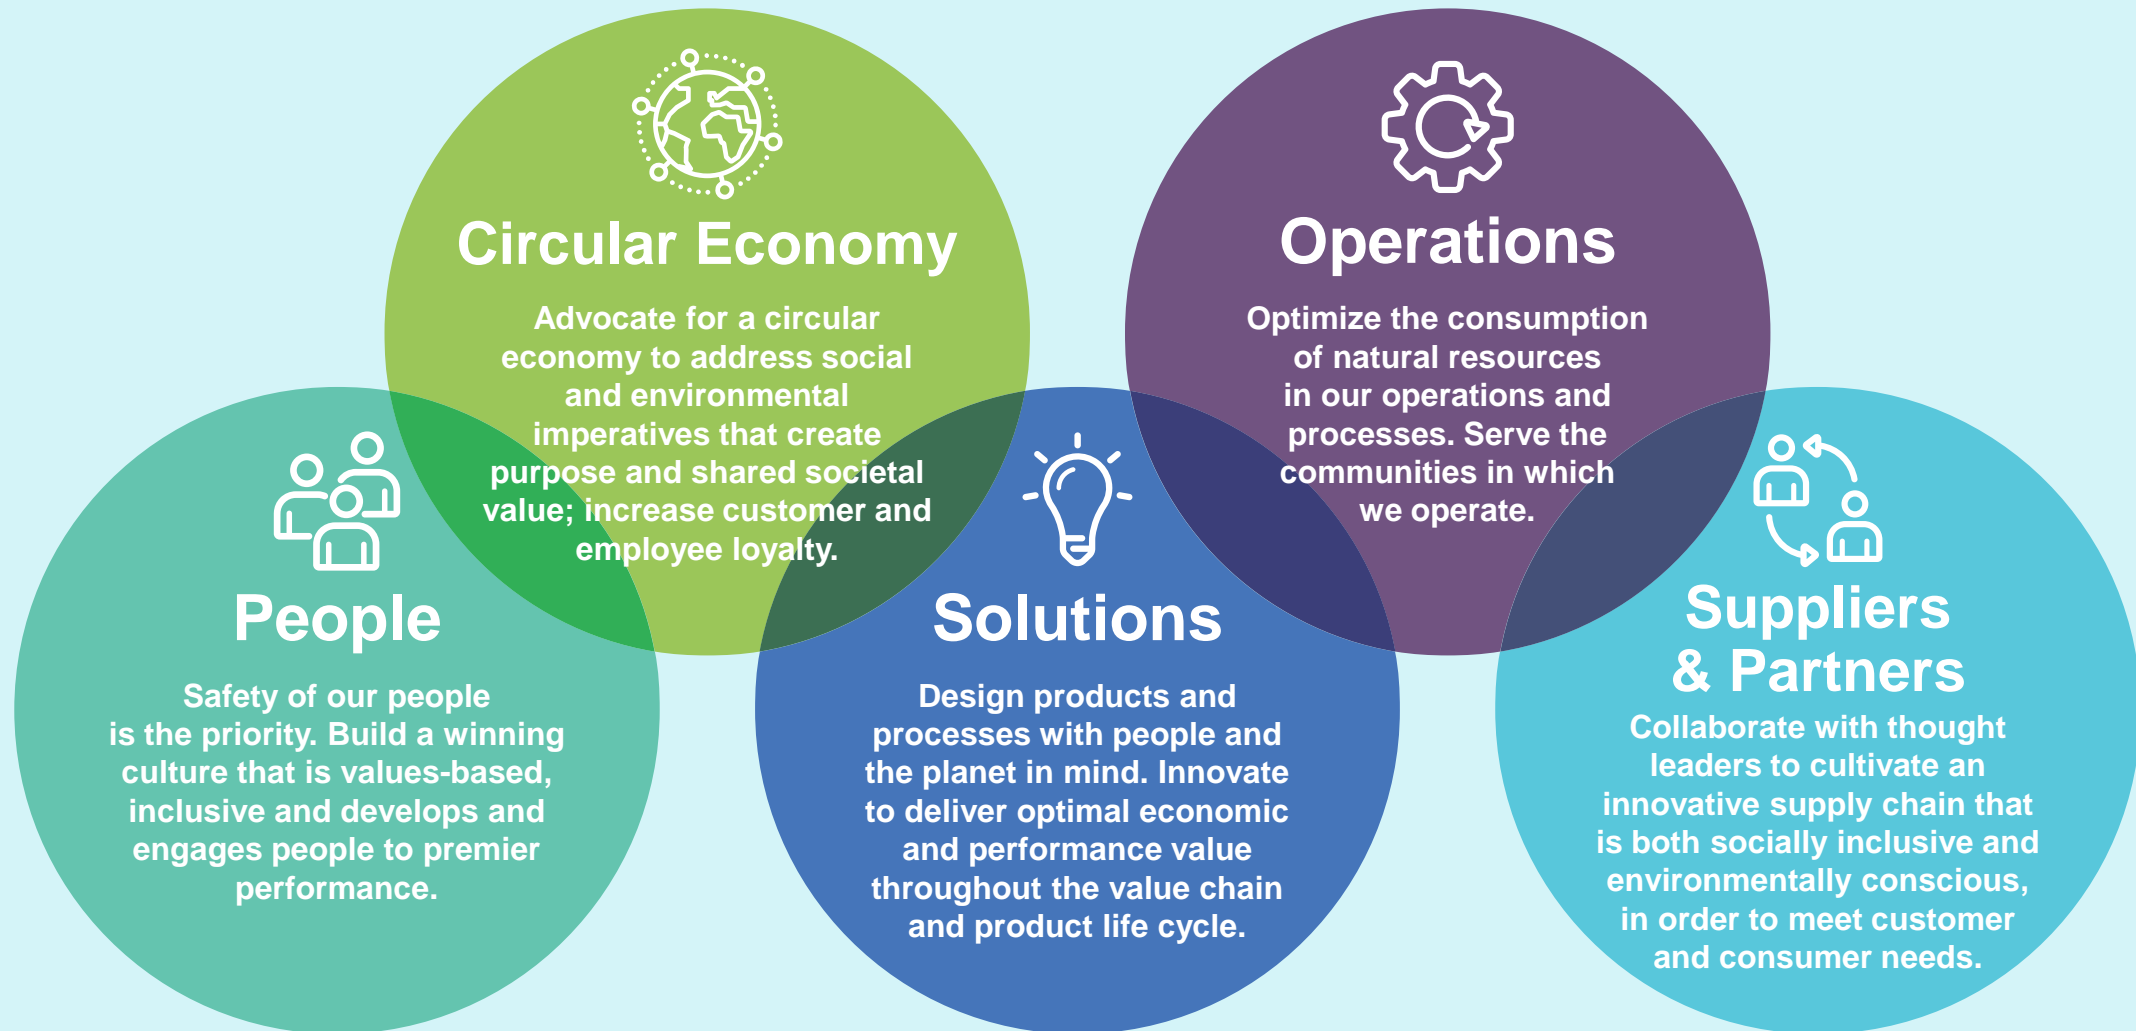 Circular Economy
Advocate for a circular
economy to address social
and environmental
imperatives that create
purpose and shared societal
value; increase customer and
employee loyalty.
Operations
Optimize the consumption
of natural resources
in our operations and
processes. Serve the
communities in which
we operate.
People
Safety of our people
is the priority. Build a winning
culture that is values-based,
inclusive and develops and
engages people to premier
performance.
Solutions
Design products and
processes with people and
the planet in mind. Innovate
to deliver optimal economic
and performance value
throughout the value chain
and product life cycle.
Suppliers
& Partners
Collaborate with thought
leaders to cultivate an
innovative supply chain that
is both socially inclusive and
environmentally conscious,
in order to meet customer
and consumer needs.